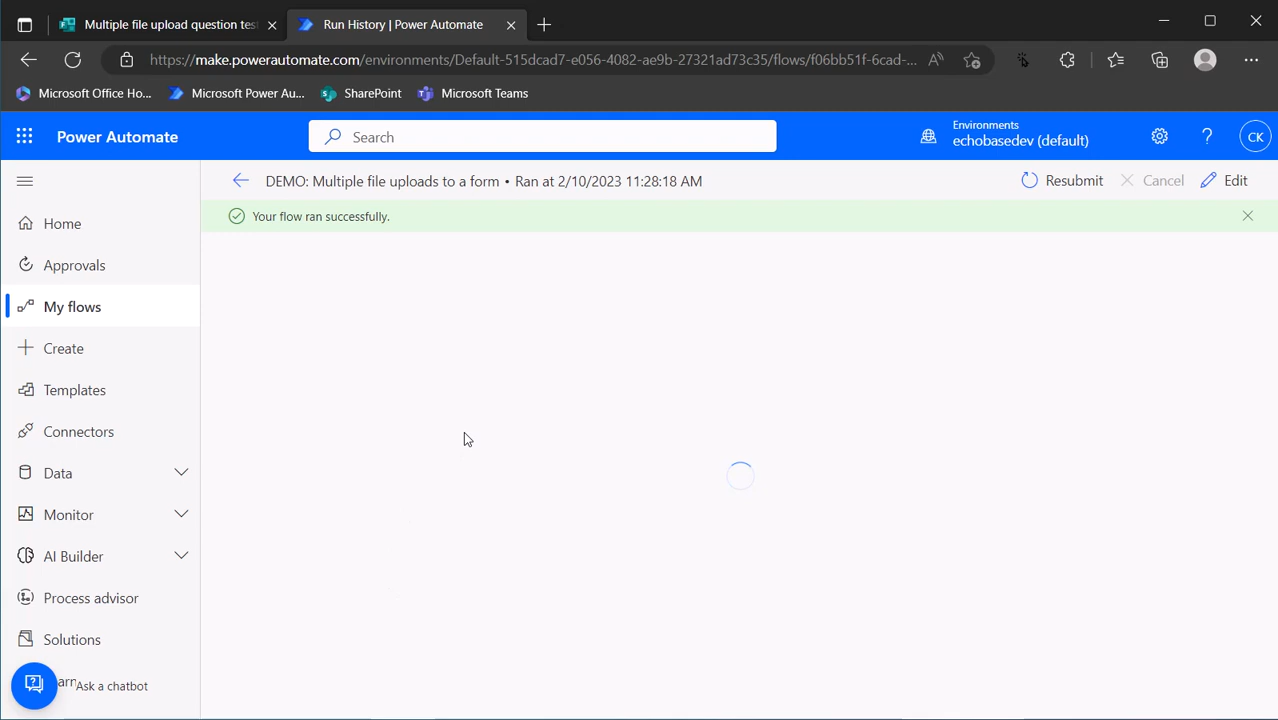 Multiple file upload question tes
Run History | Power Automate
https://make.powerautomate.com/environments/Default-515dcad7-e056-4082-ae9b-27321ad73c35/flows/f06bb51f-6cad-...
Microsoft Office Ho...
Microsoft Power Au...
SharePoint
Microsoft Teams
Power Automate
Search
Environments
echobasedev (default)
CK
DEMO: Multiple file uploads to a form • Ran at 2/10/2023 11:28:18 AM
Resubmit
Cancel
Edit
Your flow ran successfully.
Home
Approvals
My flows
Create
Templates
Connectors
Data
Monitor
AI Builder
Process advisor
Solutions
Ask a chatbot